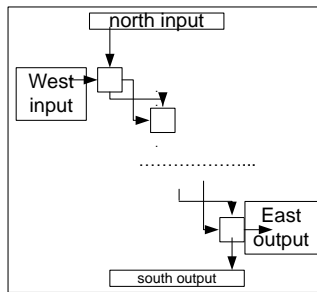 north input
West
input
......................
East
output
south output